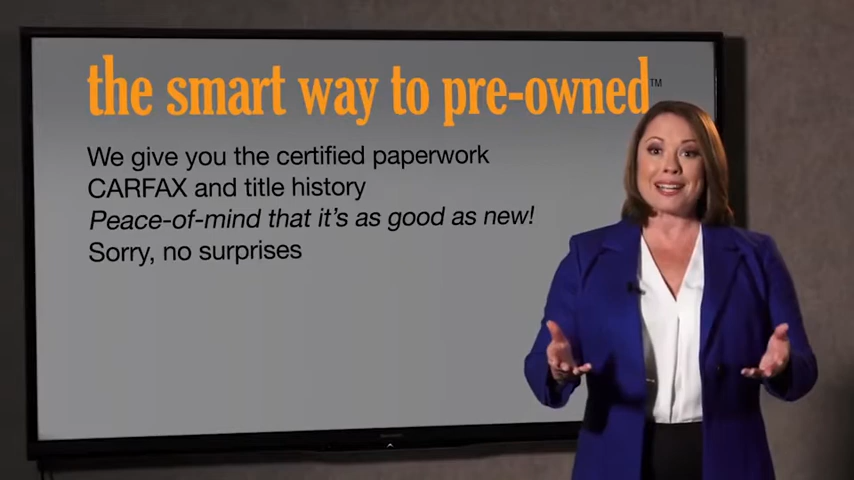 the smart way to pre-owned™
We give you the certified paperwork
CARFAX and title history
Peace-of-mind that it's as good as new!
Sorry, no surprises